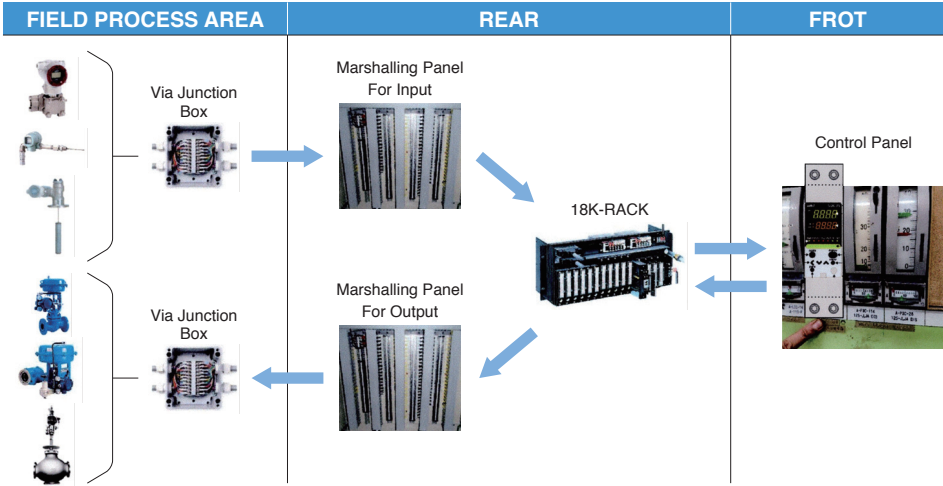 FIELD PROCESS AREA
REAR
FROT
Via Junction
Box
Marshalling Panel
For Input
Control Panel
18K-RACK
Via Junction
Box
Marshalling Panel
For Output